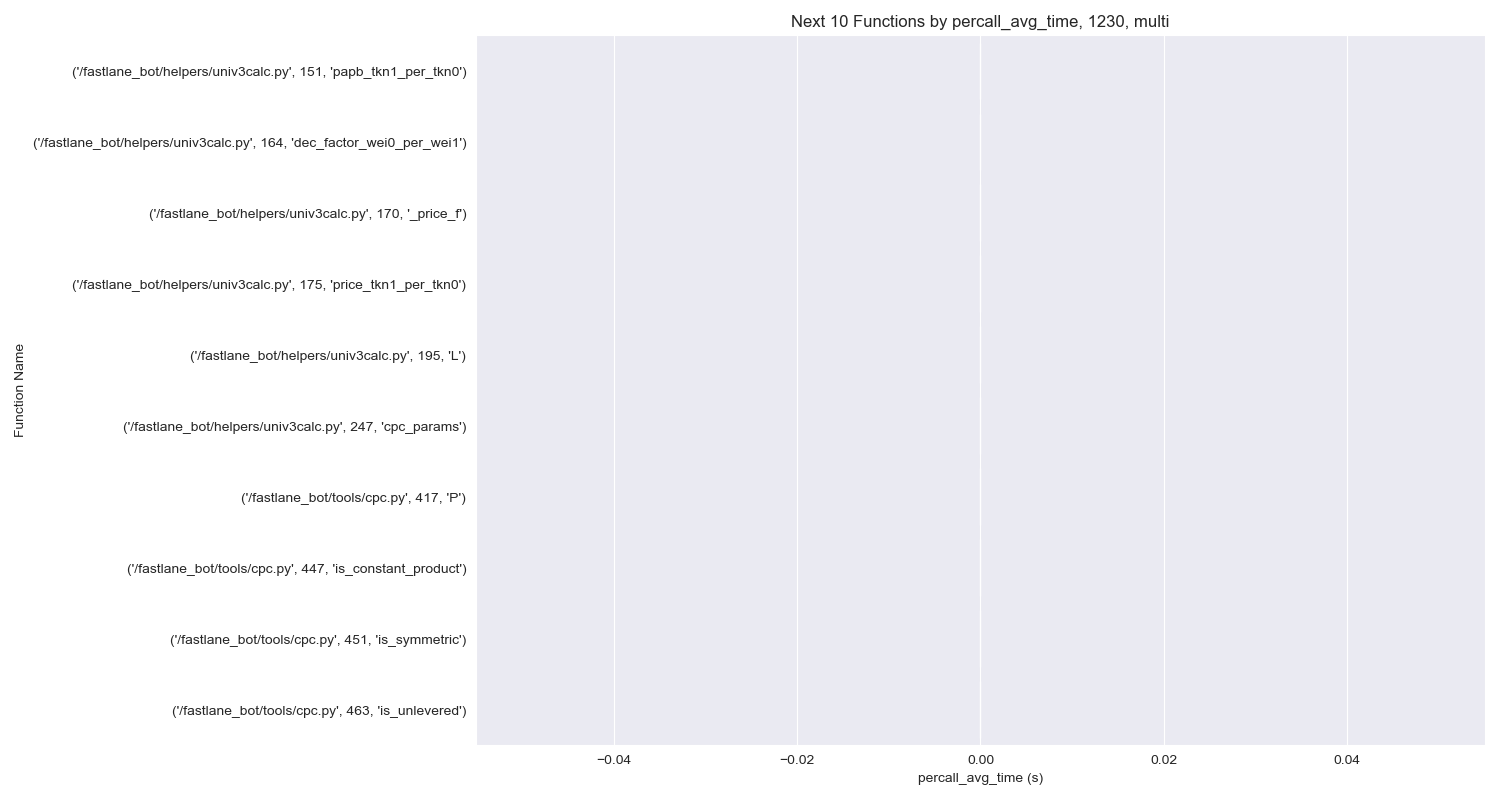 Next 10 Functions by percall_avg_time, 1230, multi
('/fastlane_bot/helpers/univ3calc.py', 151, 'papb_tkn1_per_tkn0')
('/fastlane_bot/helpers/univ3calc.py', 164, 'dec_factor_wei0_per_wei1')
('/fastlane_bot/helpers/univ3calc.py', 170, '_price_f')
('/fastlane_bot/helpers/univ3calc.py', 175, 'price_tkn1_per_tkn0')
('/fastlane_bot/helpers/univ3calc.py', 195, 'L')
('/fastlane_bot/helpers/univ3calc.py', 247, 'cpc_params')
('/fastlane_bot/tools/cpc.py', 417, 'P')
('/fastlane_bot/tools/cpc.py', 447, 'is_constant_product')
('/fastlane_bot/tools/cpc.py', 451, 'is_symmetric')
('/fastlane_bot/tools/cpc.py', 463, 'is_unlevered')
Function Name
−0.04 −0.02 0.00 0.02 0.04
percall_avg_time (s)